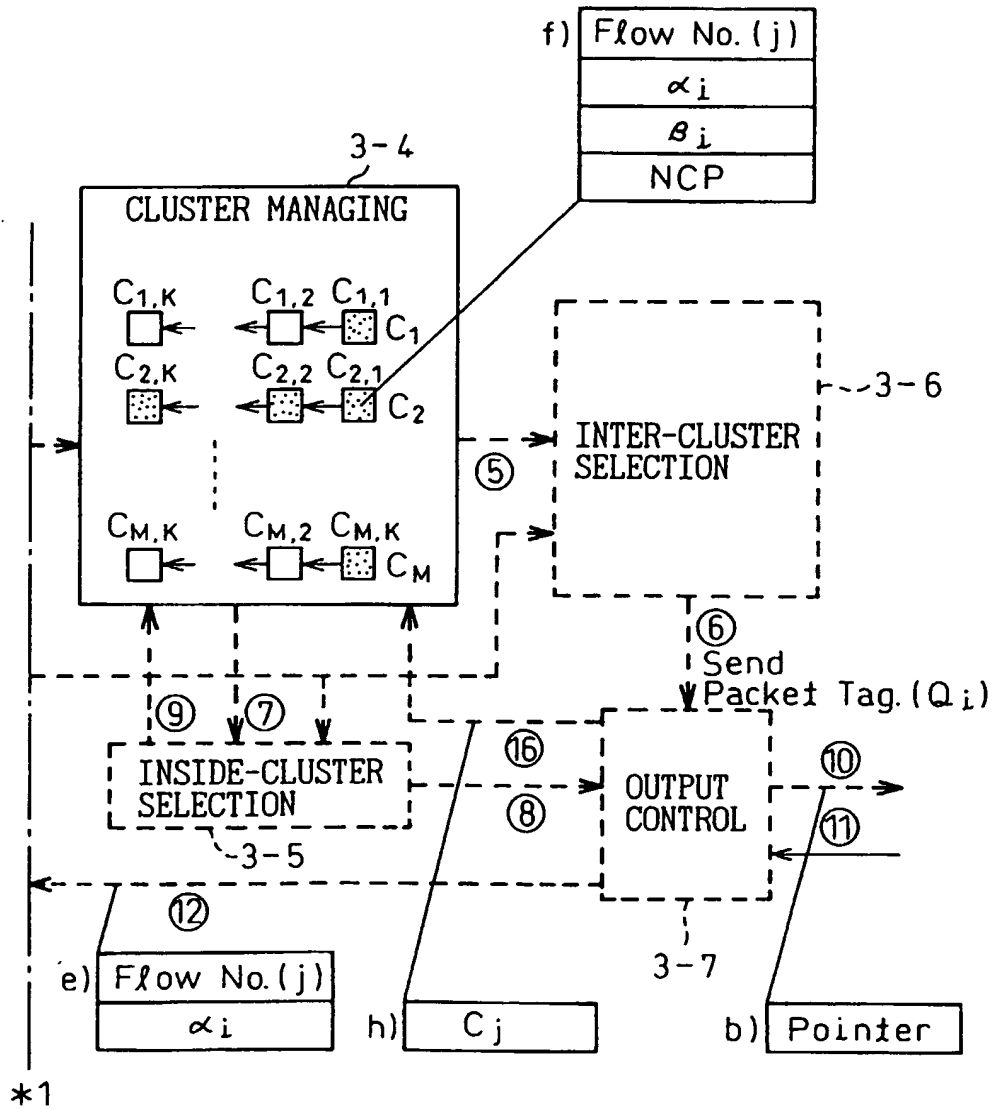 f) Flow No.(j)
αi
βi
NCP
3-4
CLUSTER MANAGING
C1,K C1,2 C1,1
C1
C2,K C2,2 C2,1
C2
CM,K CM,2 CM,K
CM
3-6
INTER-CLUSTER
SELECTION
⑤
⑥
Send
Packet Tag.(Qi)
⑨ ⑦
⑯
⑩
INSIDE-CLUSTER
SELECTION
⑧
OUTPUT
CONTROL
⑪
3-5
⑫
3-7
e) Flow No.(j)
αi
h) Cj
b) Pointer
*1